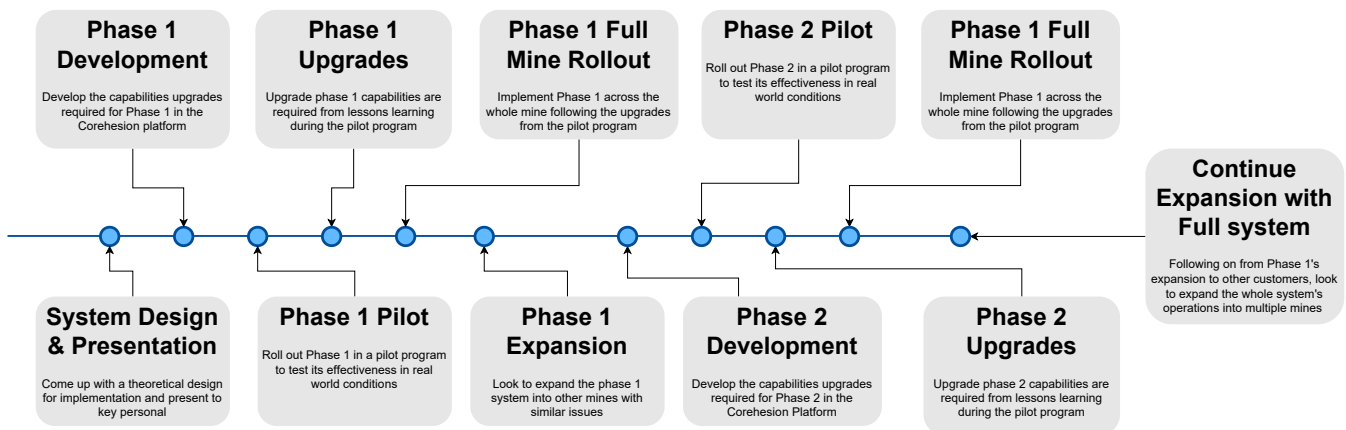 Phase 1
Development
Develop the capabilities upgrades
required for Phase 1 in the
Corehesion platform
Phase 1
Upgrades
Upgrade phase 1 capabilities are
required from lessons learning
during the pilot program
Phase 1 Full
Mine Rollout
Implement Phase 1 across the
whole mine following the upgrades
from the pilot program
Phase 2 Pilot
Roll out Phase 2 in a pilot program
to test its effectiveness in real
world conditions
Phase 1 Full
Mine Rollout
Implement Phase 1 across the
whole mine following the upgrades
from the pilot program
Continue
Expansion with
Full system
Following on from Phase 1's
expansion to other customers, look
to expand the whole system's
operations into multiple mines
System Design
& Presentation
Come up with a theoretical design
for implementation and present to
key personal
Phase 1 Pilot
Roll out Phase 1 in a pilot program
to test its effectiveness in real
world conditions
Phase 1
Expansion
Look to expand the phase 1
system into other mines with
similar issues
Phase 2
Development
Develop the capabilities upgrades
required for Phase 2 in the
Corehesion Platform
Phase 2
Upgrades
Upgrade phase 2 capabilities are
required from lessons learning
during the pilot program